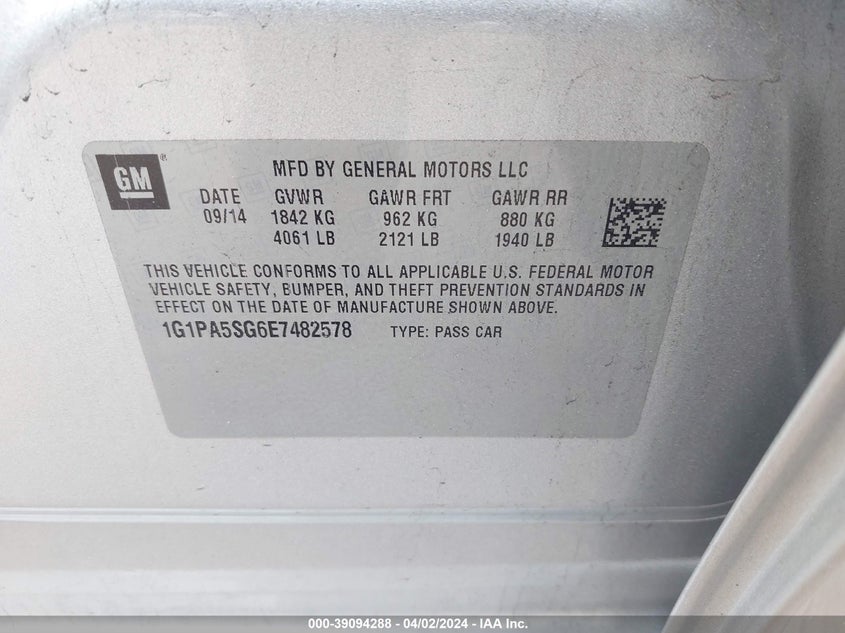 GM ®
MFD BY GENERAL MOTORS LLC
DATE GVWR GAWR FRT GAWR RR
09/14 1842 KG 962 KG 880 KG
4061 LB 2121 LB 1940 LB
THIS VEHICLE CONFORMS TO ALL APPLICABLE U.S. FEDERAL MOTOR
VEHICLE SAFETY, BUMPER, AND THEFT PREVENTION STANDARDS IN
EFFECT ON THE DATE OF MANUFACTURE SHOWN ABOVE.
1G1PA5SG6E7482578 TYPE: PASS CAR
000-39094288 - 04/02/2024 - IAA Inc.